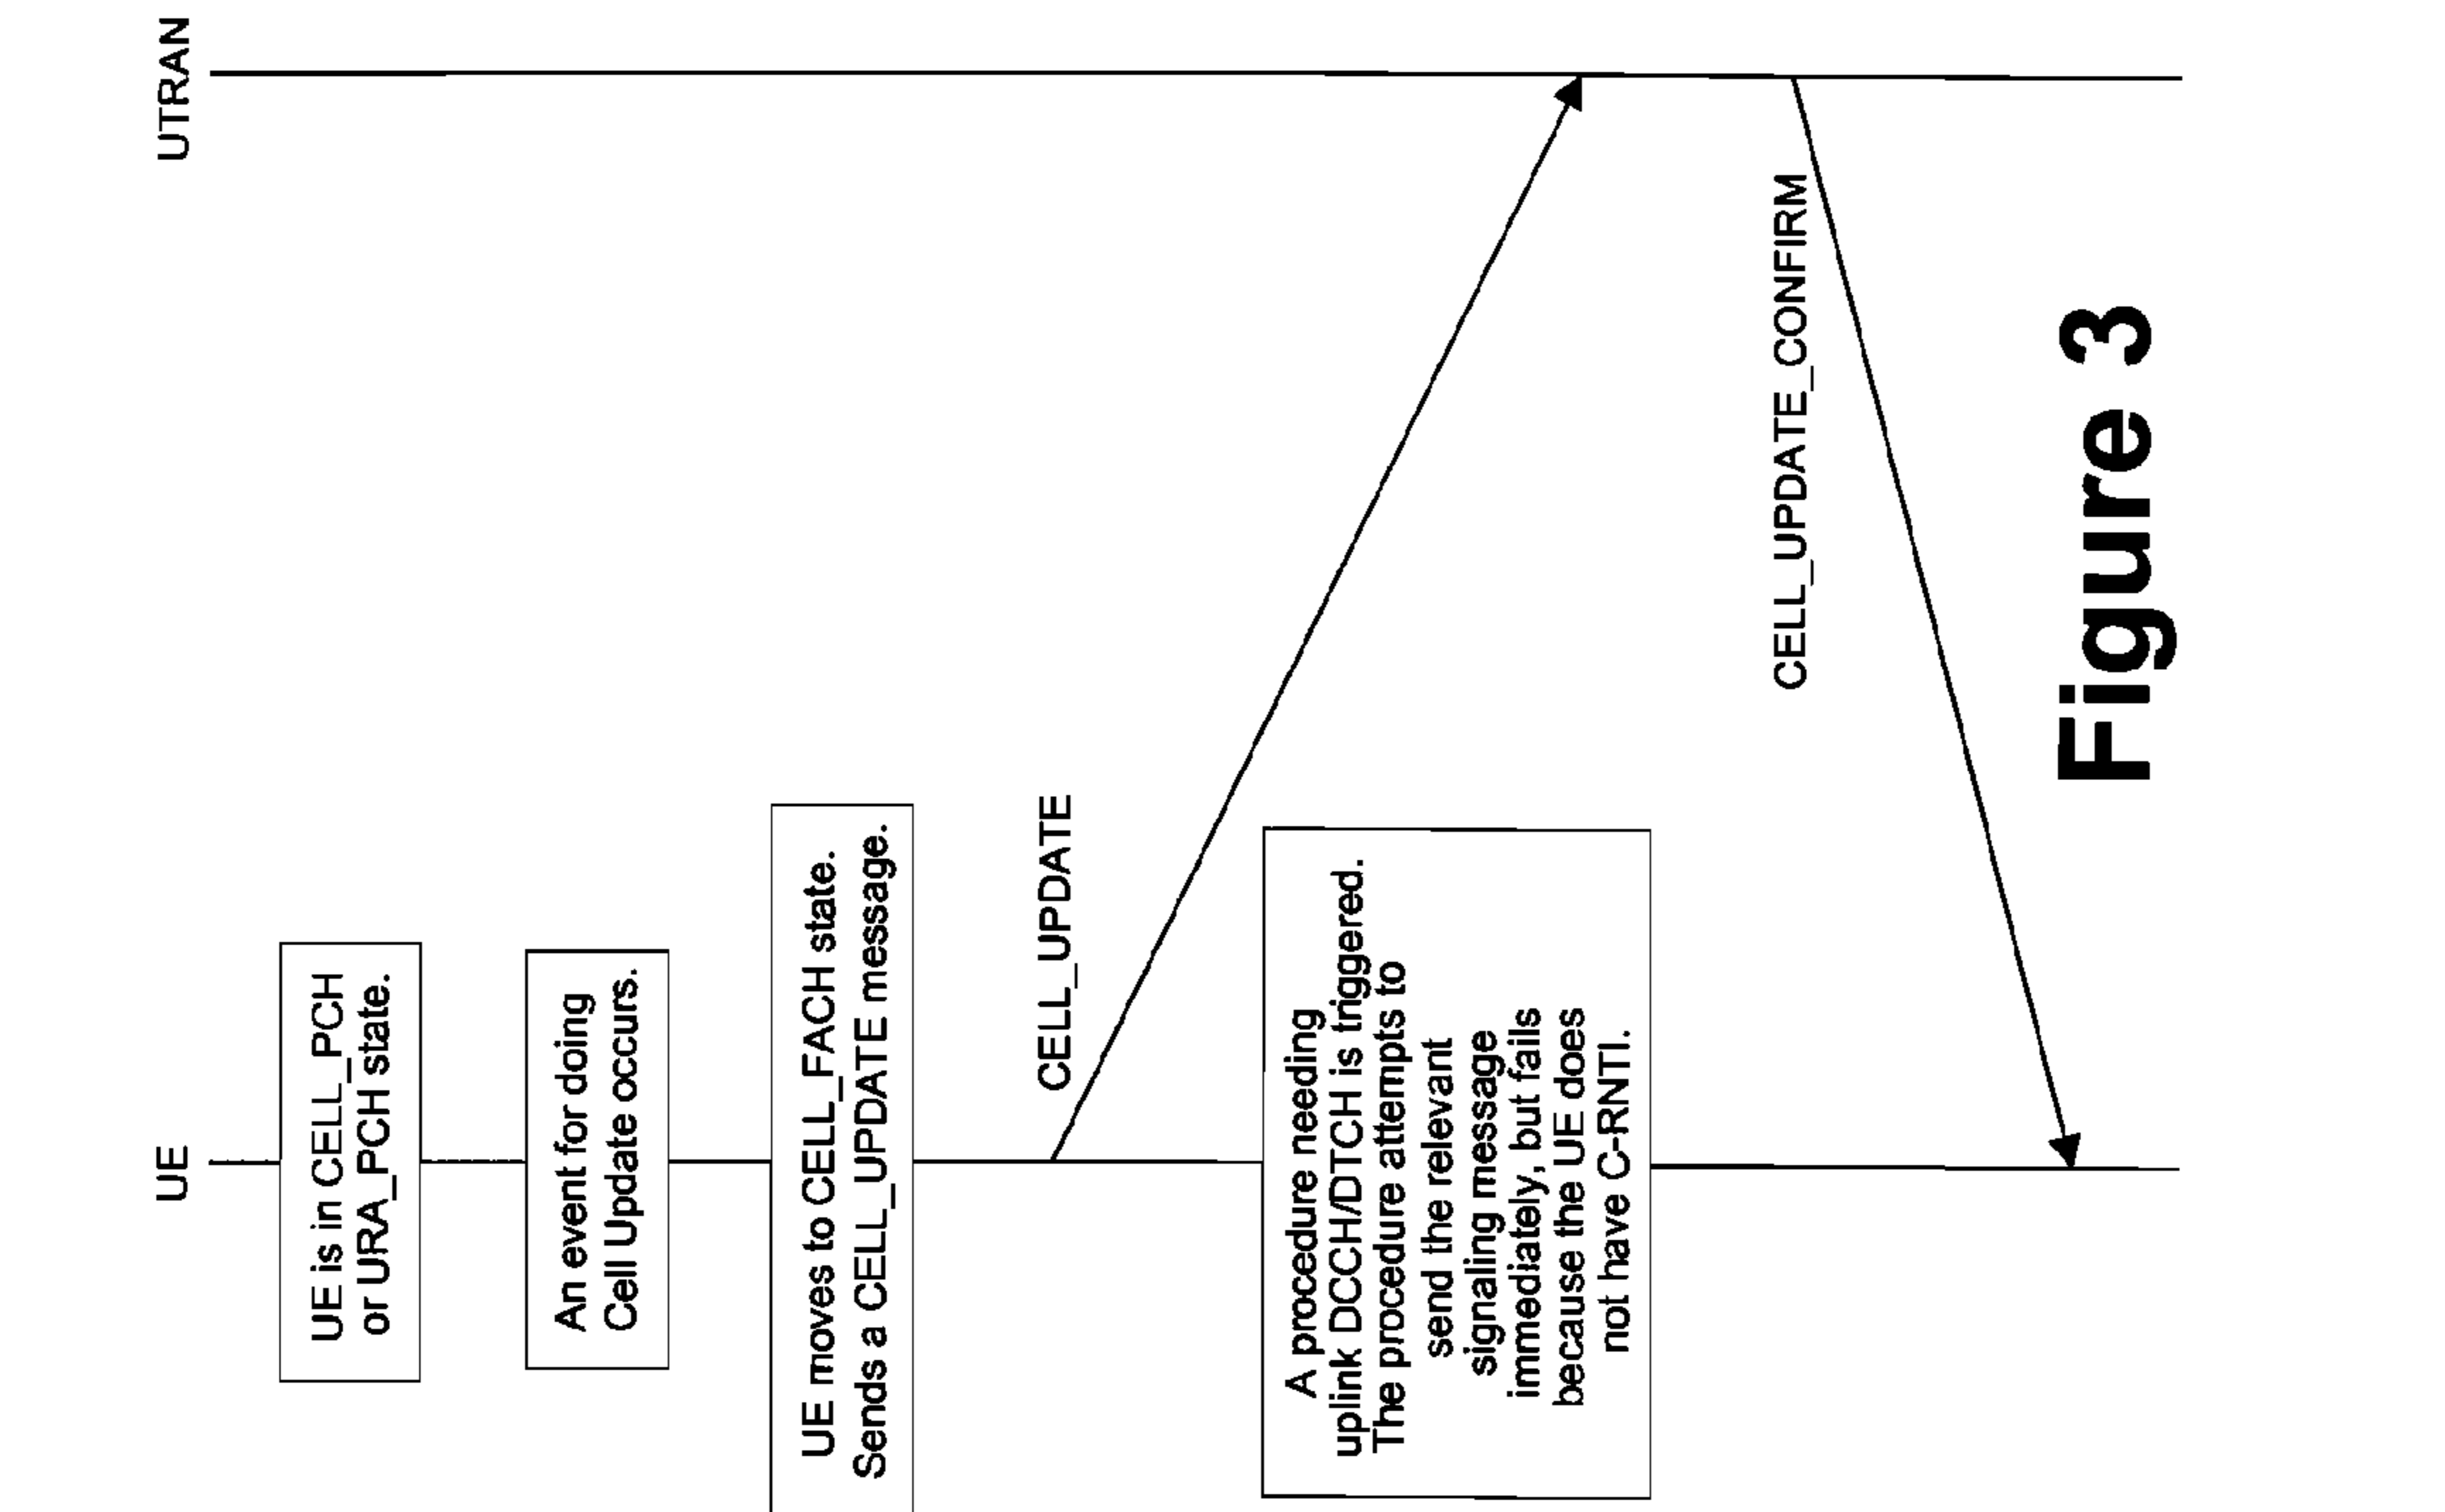 UE
UTRAN
UE is in CELL_PCH
or URA_PCH state.
An event for doing
Cell Update occurs.
UE moves to CELL_FACH state.
Sends a CELL_UPDATE message.
CELL_UPDATE
A procedure needing
uplink DCCH/DTCH is triggered.
The procedure attempts to
send the relevant
signaling message
immediately, but fails
because the UE does
not have C-RNTI.
CELL_UPDATE_CONFIRM
Figure 3